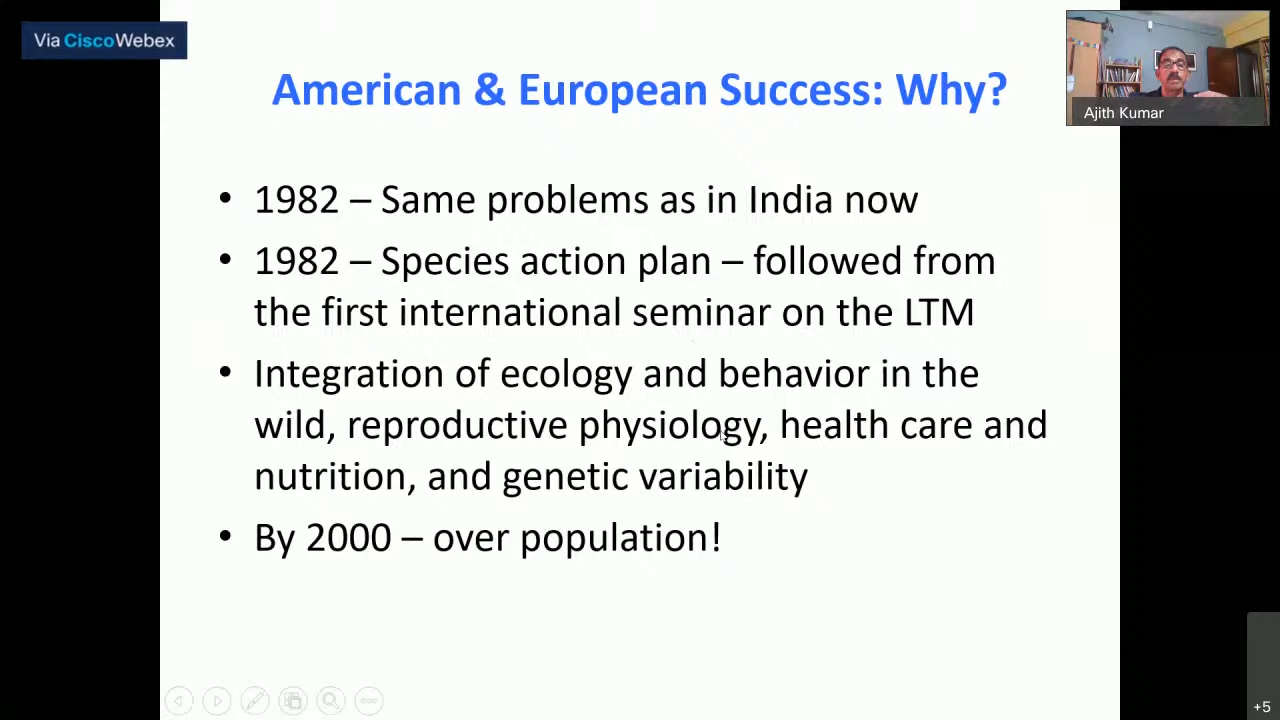 Via CiscoWebex
American & European Success: Why?
Ajith Kumar
• 1982 – Same problems as in India now
• 1982 – Species action plan – followed from
the first international seminar on the LTM
• Integration of ecology and behavior in the
wild, reproductive physiology, health care and
nutrition, and genetic variability
• By 2000 – over population!
+5